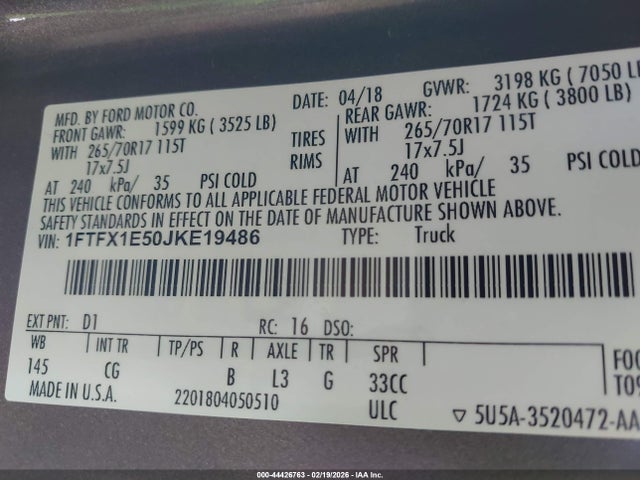 MFD. BY FORD MOTOR CO. DATE: 04/18 GVWR: 3198 KG ( 7050 L
FRONT GAWR: 1599 KG ( 3525 LB) REAR GAWR: 1724 KG ( 3800 LB)
WITH 265/70R17 115T TIRES WITH 265/70R17 115T
17x7.5J RIMS 17x7.5J
AT 240 kPa/ 35 PSI COLD AT 240 kPa/ 35 PSI COLD
THIS VEHICLE CONFORMS TO ALL APPLICABLE FEDERAL MOTOR VEHICLE
SAFETY STANDARDS IN EFFECT ON THE DATE OF MANUFACTURE SHOWN ABOVE.
VIN: 1FTFX1E50JKE19486 TYPE: Truck
EXT PNT: D1 RC: 16 DSO:
WB INT TR TP/PS R AXLE TR SPR
145 CG B L3 G 33CC
MADE IN U.S.A. 2201804050510 ULC
F00
T09
▽ 5U5A-3520472-AA
000-44426763 - 02/19/2026 - IAA Inc.